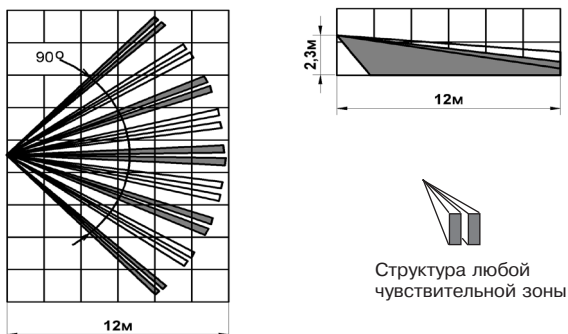 90°
12м
2,3м
12м
Структура любой
чувствительной зоны